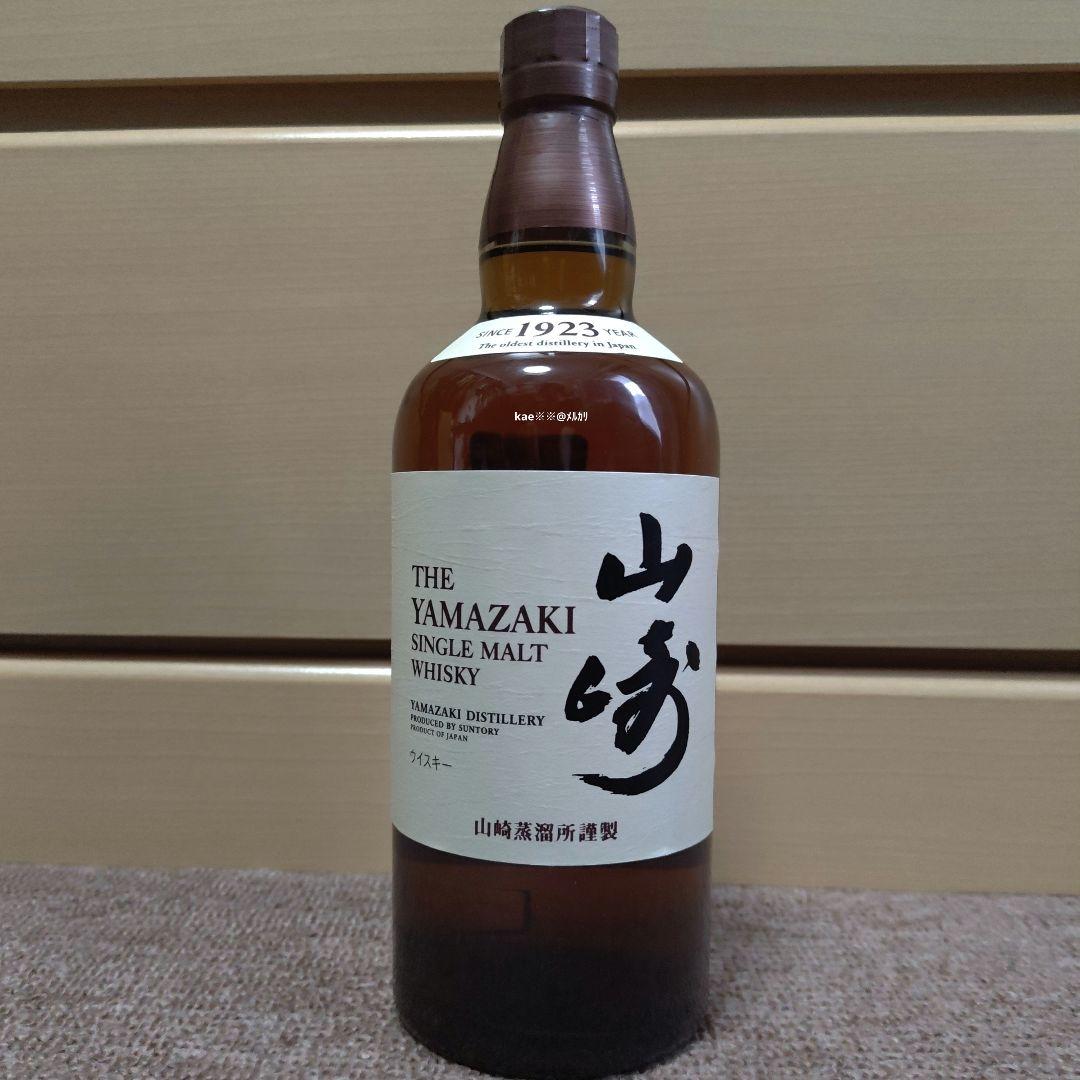 SINCE 1923 YEAR
The oldest distillery in Japan
kae※※@ﾒﾙｶﾘ
THE
YAMAZAKI
SINGLE MALT
WHISKY
YAMAZAKI DISTILLERY
PRODUCED BY SUNTORY
PRODUCT OF JAPAN
ウイスキー
山崎
山崎蒸溜所謹製